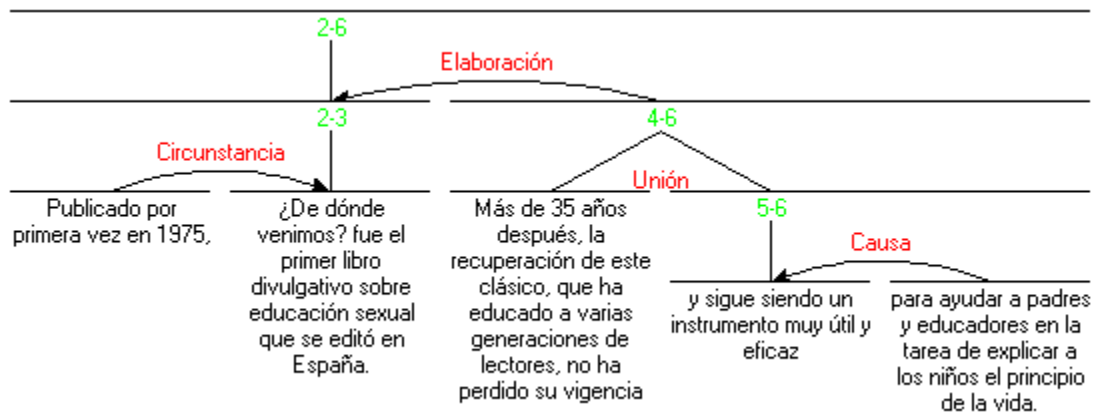 2-6
Elaboración
2-3
4-6
Circunstancia
Unión
Publicado por
primera vez en 1975,
¿De dónde
venimos? fue el
primer libro
divulgativo sobre
educación sexual
que se editó en
España.
Más de 35 años
después, la
recuperación de este
clásico, que ha
educado a varias
generaciones de
lectores, no ha
perdido su vigencia
5-6
Causa
y sigue siendo un
instrumento muy útil y
eficaz
para ayudar a padres
y educadores en la
tarea de explicar a
los niños el principio
de la vida.